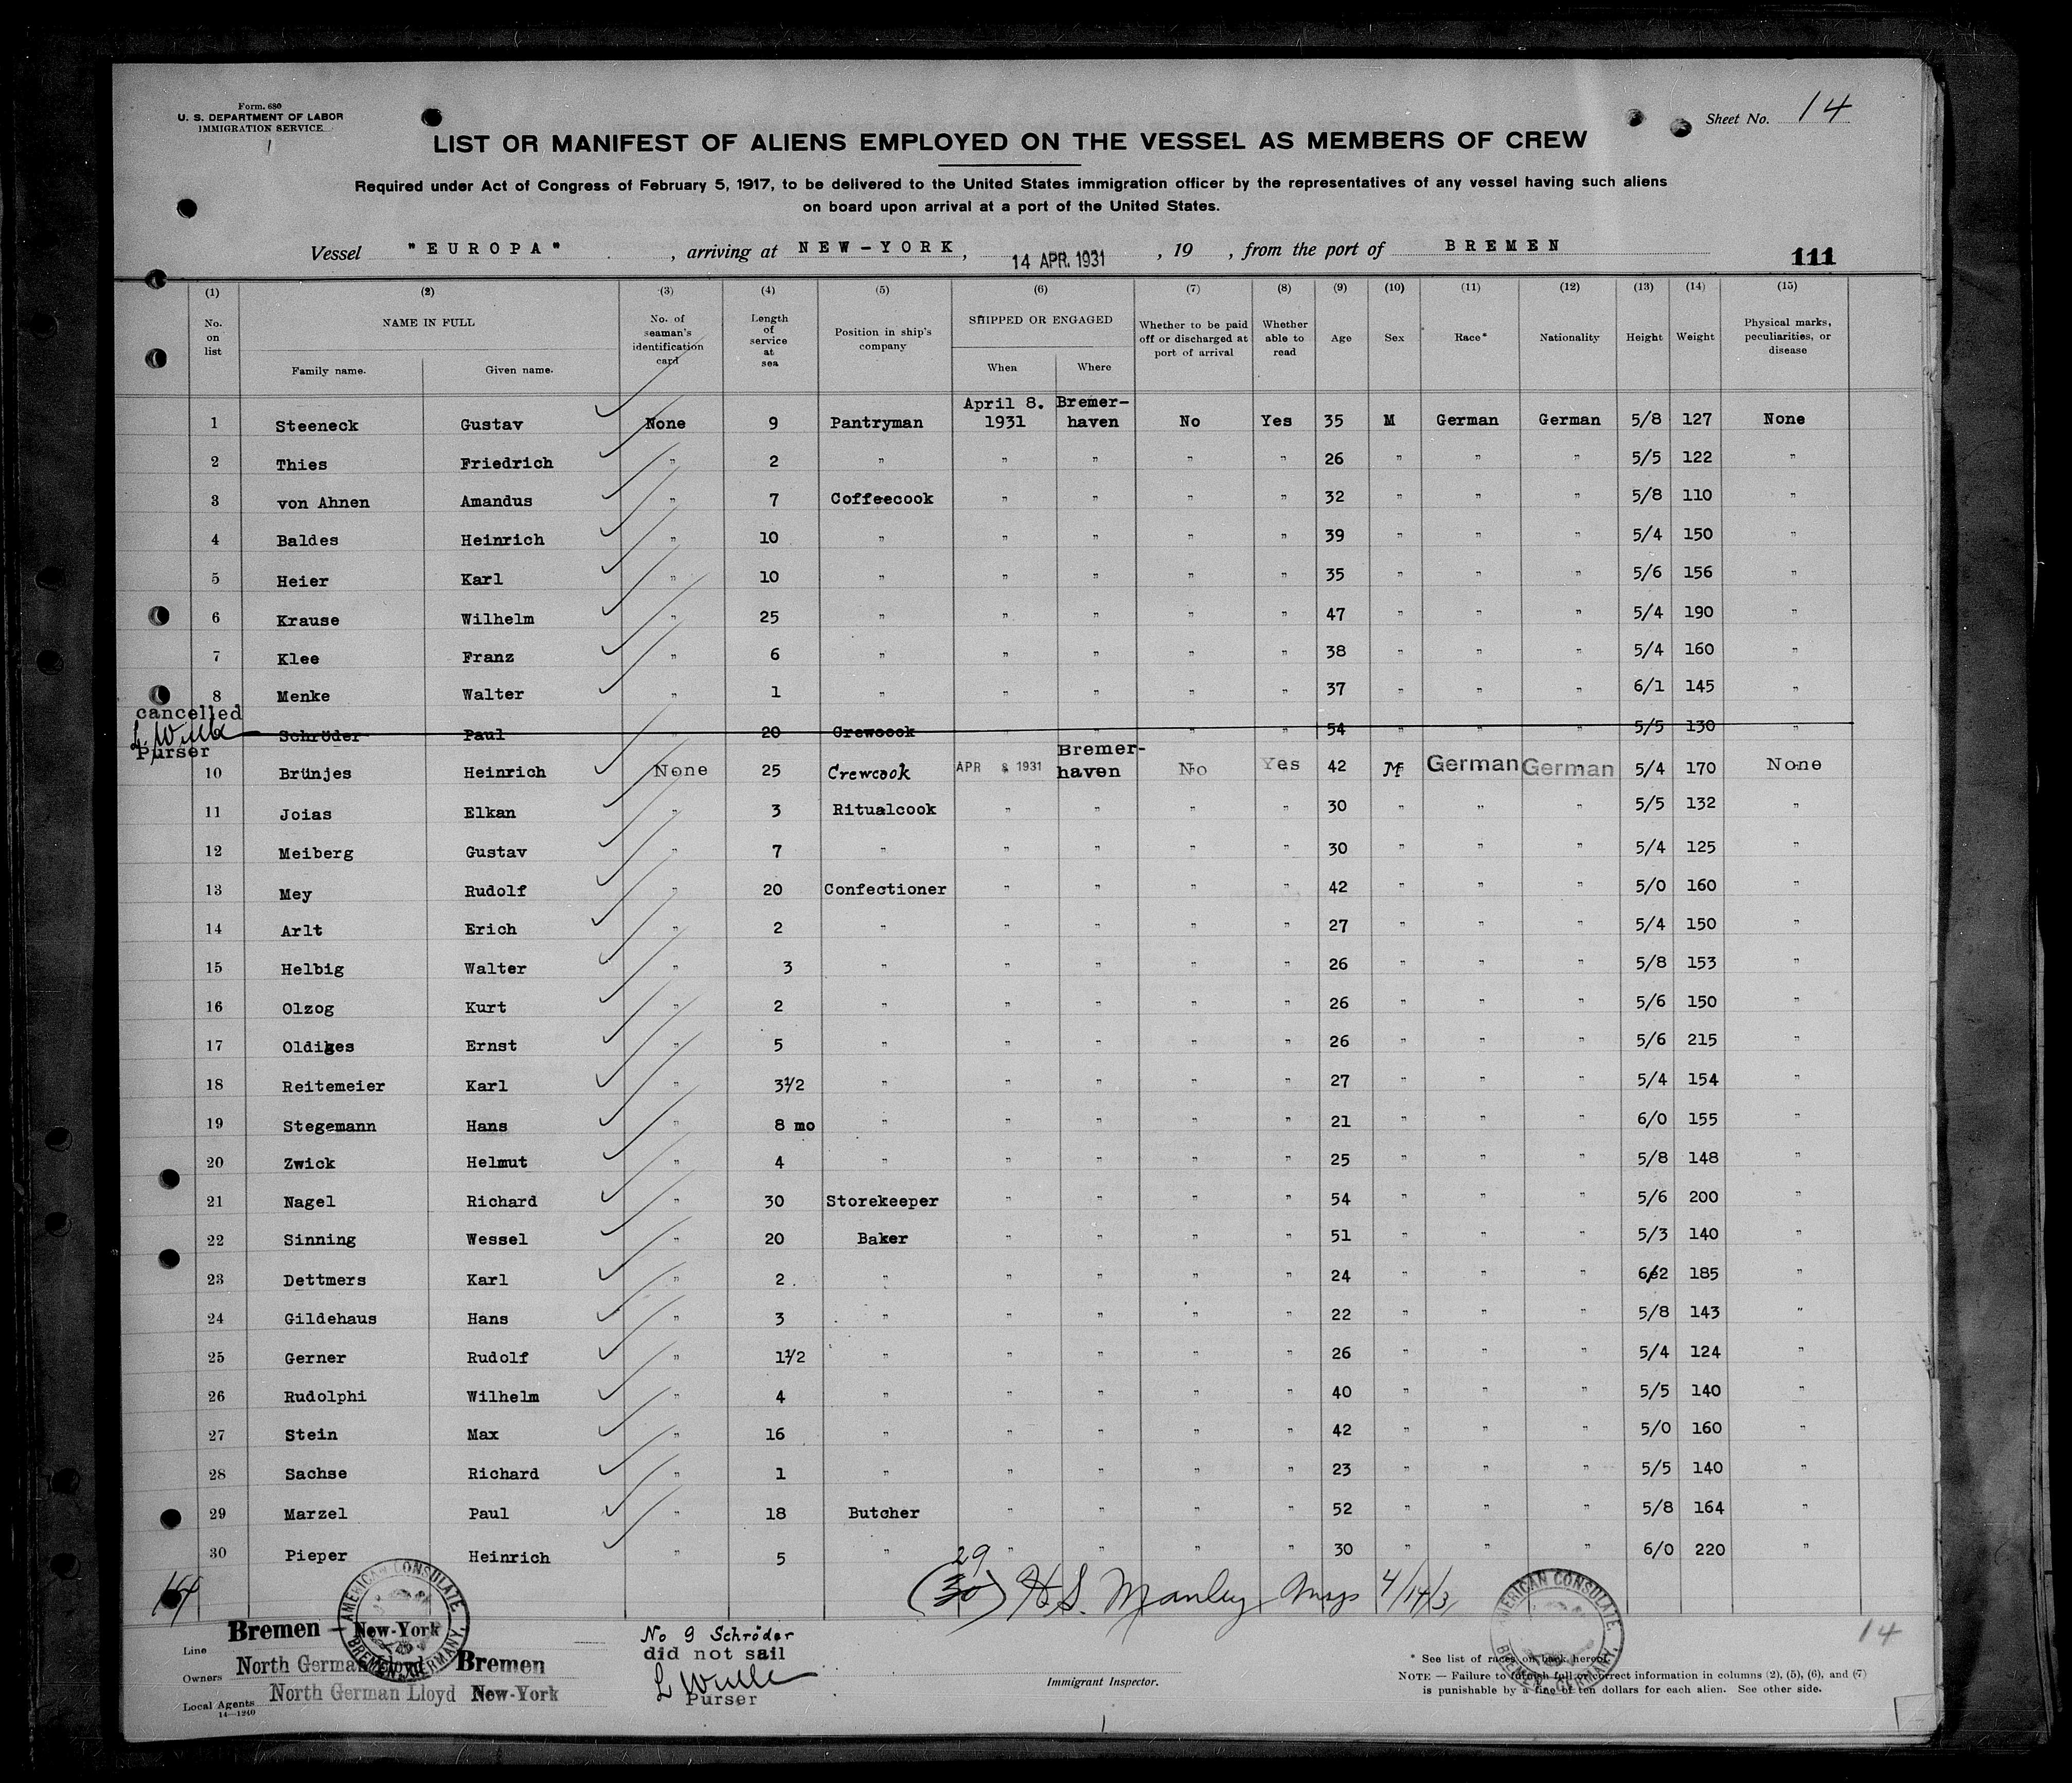 Form. 680
U. S. DEPARTMENT OF LABOR
IMMIGRATION SERVICE
Sheet No. 14
LIST OR MANIFEST OF ALIENS EMPLOYED ON THE VESSEL AS MEMBERS OF CREW
Required under Act of Congress of February 5, 1917, to be delivered to the United States immigration officer by the representatives of any vessel having such aliens
on board upon arrival at a port of the United States.
Vessel "EUROPA" , arriving at NEW-YORK, 14 APR. 1931 , 19 , from the port of BREMEN 111
(1) (2) (3) (4) (5) (6) (7) (8) (9) (10) (11) (12) (13) (14) (15)
No. on list NAME IN FULL Family name. Given name. No. of seaman's identification card Length of service at sea Position in ship's company SHIPPED OR ENGAGED When Where Whether to be paid off or discharged at port of arrival Whether able to read Age Sex Race* Nationality Height Weight Physical marks, peculiarities, or disease
1 Steeneck Gustav None 9 Pantryman April 8. 1931 Bremer-haven No Yes 35 M German German 5/8 127 None
2 Thies Friedrich " 2 " " " " " 26 " " " 5/5 122 "
3 von Ahnen Amandus " 7 Coffeecook " " " " 32 " " " 5/8 110 "
4 Baldes Heinrich " 10 " " " " " 39 " " " 5/4 150 "
5 Heier Karl " 10 " " " " " 35 " " " 5/6 156 "
6 Krause Wilhelm " 25 " " " " " 47 " " " 5/4 190 "
7 Klee Franz " 6 " " " " " 38 " " " 5/4 160 "
8 Menke Walter " 1 " " " " " 37 " " " 6/1 145 "
cancelled
L. Wulle Schröder Paul 20 Crewcook " " " " 54 " " " 5/5 130 "
Purser
10 Brünjes Heinrich None 25 Crewcook APR 8 1931 Bremer-haven No Yes 42 M German German 5/4 170 None
11 Joias Elkan " 3 Ritualcook " " " " 30 " " " 5/5 132 "
12 Meiberg Gustav " 7 " " " " " 30 " " " 5/4 125 "
13 Mey Rudolf " 20 Confectioner " " " " 42 " " " 5/0 160 "
14 Arlt Erich " 2 " " " " " 27 " " " 5/4 150 "
15 Helbig Walter " 3 " " " " " 26 " " " 5/8 153 "
16 Olzog Kurt " 2 " " " " " 26 " " " 5/6 150 "
17 Oldiges Ernst " 5 " " " " " 26 " " " 5/6 215 "
18 Reitemeier Karl " 3½ " " " " " 27 " " " 5/4 154 "
19 Stegemann Hans " 8 mo " " " " " 21 " " " 6/0 155 "
20 Zwick Helmut " 4 " " " " " 25 " " " 5/8 148 "
21 Nagel Richard " 30 Storekeeper " " " " 54 " " " 5/6 200 "
22 Sinning Wessel " 20 Baker " " " " 51 " " " 5/3 140 "
23 Dettmers Karl " 2 " " " " " 24 " " " 6/2 185 "
24 Gildehaus Hans " 3 " " " " " 22 " " " 5/8 143 "
25 Gerner Rudolf " 1½ " " " " " 26 " " " 5/4 124 "
26 Rudolphi Wilhelm " 4 " " " " " 40 " " " 5/5 140 "
27 Stein Max " 16 " " " " " 42 " " " 5/0 160 "
28 Sachse Richard " 1 " " " " " 23 " " " 5/5 140 "
29 Marzel Paul " 18 Butcher " " " " 52 " " " 5/8 164 "
30 Pieper Heinrich " 5 " " " " " 30 " " " 6/0 220 "
29
(30) H.S. Manley Insp 4/14/31
AMERICAN CONSULATE BREMEN, GERMANY.
AMERICAN CONSULATE BREMEN, GERMANY.
Line Bremen - New-York
Owners North German Lloyd Bremen
Local Agents North German Lloyd New-York
14—1240
No 9 Schröder
did not sail
L Wulle
Purser
Immigrant Inspector.
14
* See list of races on back hereof.
NOTE — Failure to furnish full or correct information in columns (2), (5), (6), and (7)
is punishable by a fine of ten dollars for each alien. See other side.